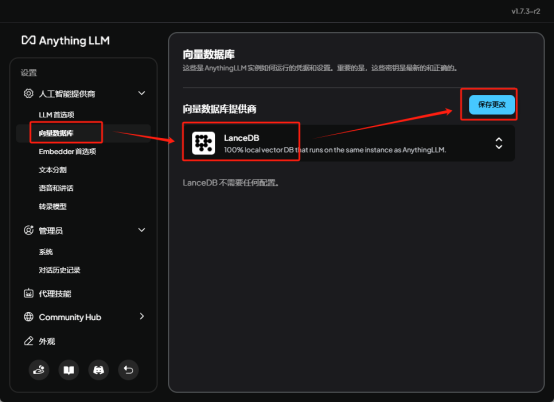 v1.7.3-r2
Anything LLM
设置
人工智能提供商
LLM 首选项
向量数据库
Embedder 首选项
文本分割
语音和讲话
转录模型
管理员
系统
对话历史记录
代理技能
Community Hub
外观
向量数据库
这些是 AnythingLLM 实例如何运行的凭据和设置。重要的是，这些密钥是最新的和正确的。
保存更改
向量数据库提供商
LanceDB
100% local vector DB that runs on the same instance as AnythingLLM.
LanceDB 不需要任何配置。